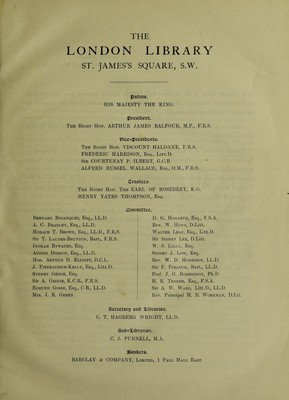 THE
LONDON LIBRARY
ST. JAMES'S SQUARE, S.W.
Patron.
HIS MAJESTY THE KING.
President.
The Right Hon. ARTHUR JAMES BALFOUR, M.P., F.R.S.
Vice-Presidents.
The Right Hon. VISCOUNT HALDANE, F.R.S.
FREDERIC HARRISON, Esq., Litt.D.
Sir COURTENAY P. ILBERT, G.C.B.
ALFRED RUSSEL WALLACE, Esq., O.M., F.R.S.
Trustees.
The Right Hon. The EARL OF ROSEBERY, K.G.
HENRY YATES THOMPSON, Esq.
Committee.
Bernard Bosanquet, Esq., LL.D.
A. C. Bradley, Esq., LL.D.
Horace T. Brown, Esq., LL.D., F.R.S.
Sir T. Lauder-Brunton, Bart., F.R.S.
Ingram Bywater, Esq.
Austin Dobson, Esq., LL.D.
Hon. Arthur D. Elliot, D.C.L.
J. Fitzmaurice-Kelly, Esq., Litt.D.
Sydney Gedge, Esq.
Sir A. Geikie, K.C.B., F.R.S.
Edmund Gosse, Esq., C.B., LL.D.
Mrs. J. R. Green.
D. G. Hogarth, Esq., F.S.A.
Rev. W. Hunt, D.Litt.
Walter Leaf, Esq., Litt.D.
Sir Sidney Lee, D.Litt.
W. S. Lilly, Esq.
Sidney J. Low, Esq.
Rev. W. D. Morrison, LL.D.
Sir F. Pollock, Bart., LL.D.
Prof. J. G. Robertson, Ph.D.
H. R. Tedder, Esq., F.S.A.
Sir A. W. Ward, Litt.D., LL.D.
Rev. Principal H. B. Workman, D.Lit.
Secretary and Librarian.
C. T. HAGBERG WRIGHT, LL.D.
Sub-Librarian.
C. J. PURNELL, M.A.
Bankers.
BARCLAY & COMPANY, Limited, 1 Pall Mall East.